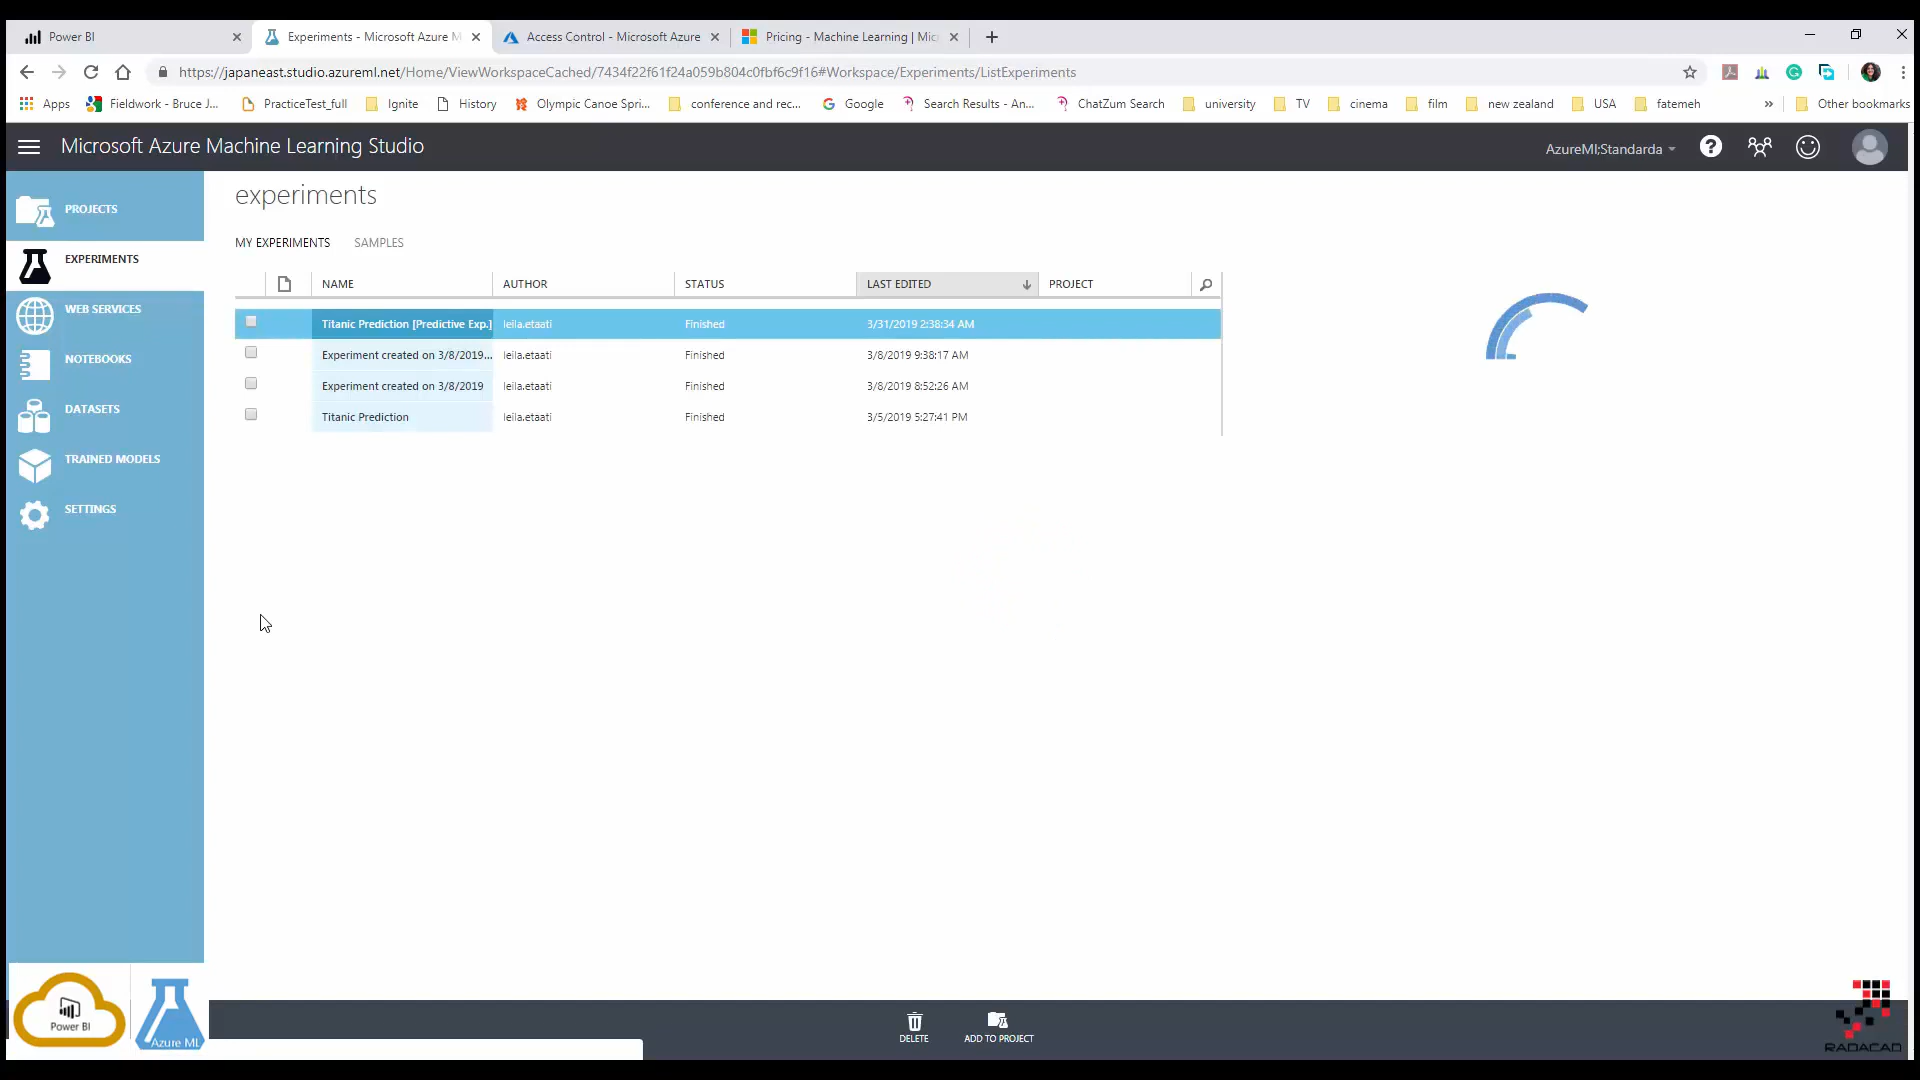 Power BI
Experiments - Microsoft Azure M
Access Control - Microsoft Azure
Pricing - Machine Learning | Mic
https://japaneast.studio.azureml.net/Home/ViewWorkspaceCached/7434f22f61f24a059b804c0fbf6c9f16#Workspace/Experiments/ListExperiments
Apps
Fieldwork - Bruce J...
PracticeTest_full
Ignite
History
Olympic Canoe Spri...
conference and rec...
Google
Search Results - An...
ChatZum Search
university
TV
cinema
film
new zealand
USA
fatemeh
»
Other bookmarks
Microsoft Azure Machine Learning Studio
AzureMl;Standarda
PROJECTS
EXPERIMENTS
WEB SERVICES
NOTEBOOKS
DATASETS
TRAINED MODELS
SETTINGS
experiments
MY EXPERIMENTS SAMPLES
NAME AUTHOR STATUS LAST EDITED PROJECT
Titanic Prediction [Predictive Exp.] leila.etaati Finished 3/31/2019 2:38:34 AM
Experiment created on 3/8/2019... leila.etaati Finished 3/8/2019 9:38:17 AM
Experiment created on 3/8/2019 leila.etaati Finished 3/8/2019 8:52:26 AM
Titanic Prediction leila.etaati Finished 3/5/2019 5:27:41 PM
Power BI
Azure ML
DELETE
ADD TO PROJECT
RADACAD